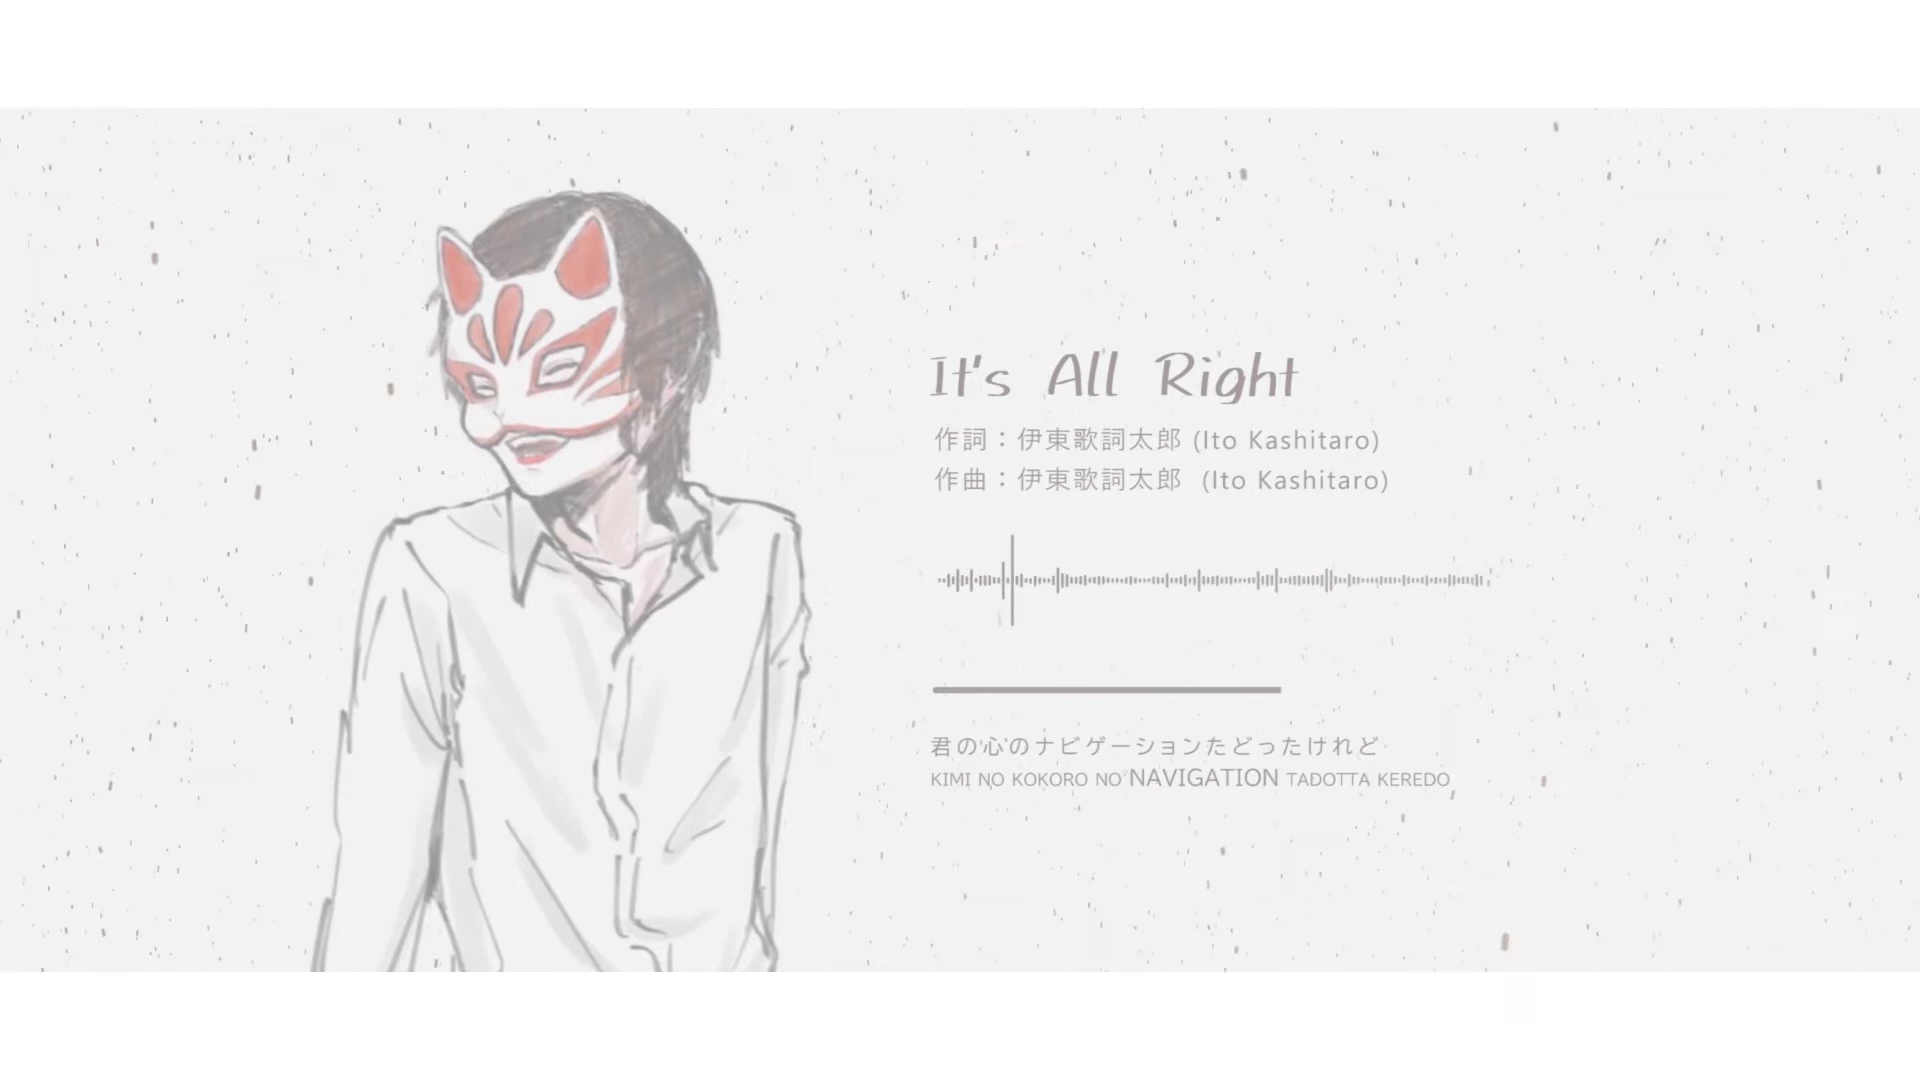 It's All Right
作詞：伊東歌詞太郎 (Ito Kashitaro)
作曲：伊東歌詞太郎 (Ito Kashitaro)
君の心のナビゲーションたどったけれど
KIMI NO KOKORO NO NAVIGATION TADOTTA KEREDO